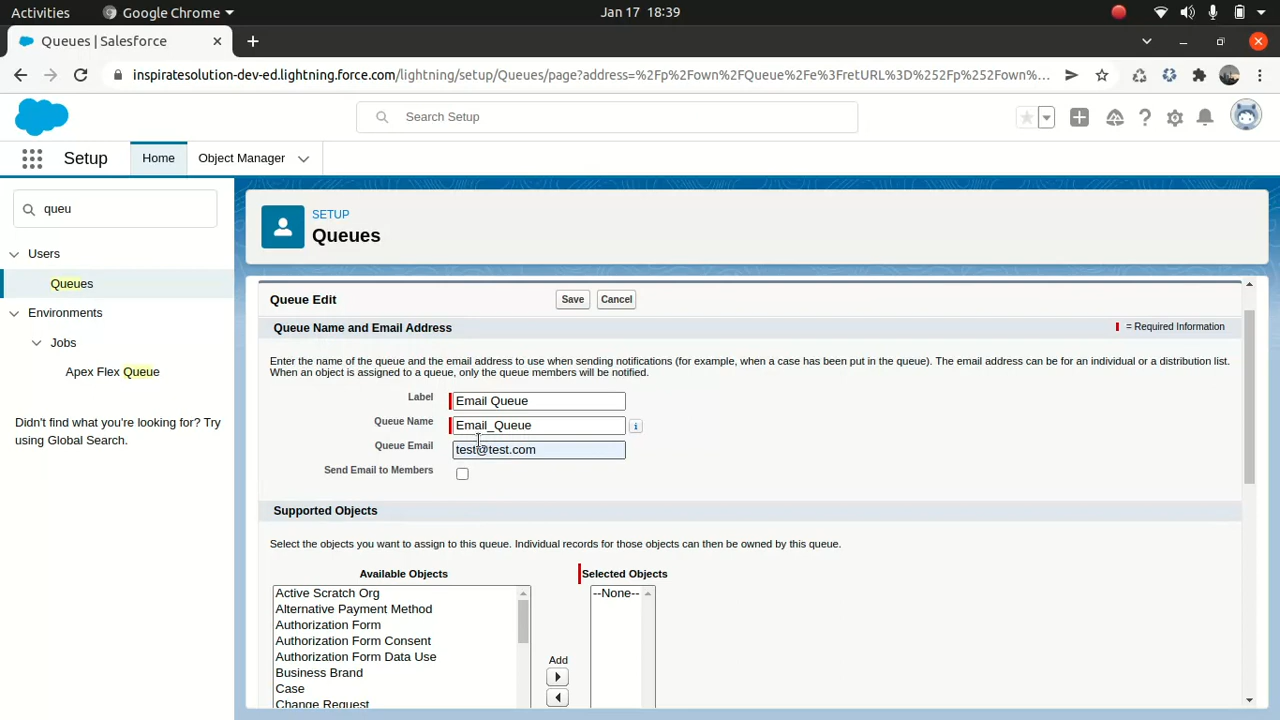 Activities
Google Chrome
Jan 17 18:39
Queues | Salesforce
inspiratesolution-dev-ed.lightning.force.com/lightning/setup/Queues/page?address=%2Fp%2Fown%2FQueue%2Fe%3FretURL%3D%252Fp%252Fown%...
Search Setup
Setup
Home
Object Manager
queu
Users
Queues
Environments
Jobs
Apex Flex Queue
Didn't find what you're looking for? Try
using Global Search.
SETUP
Queues
Queue Edit
Save
Cancel
Queue Name and Email Address
= Required Information
Enter the name of the queue and the email address to use when sending notifications (for example, when a case has been put in the queue). The email address can be for an individual or a distribution list.
When an object is assigned to a queue, only the queue members will be notified.
Label
Email Queue
Queue Name
Email_Queue
Queue Email
test@test.com
Send Email to Members
Supported Objects
Select the objects you want to assign to this queue. Individual records for those objects can then be owned by this queue.
Available Objects
Selected Objects
Active Scratch Org
Alternative Payment Method
Authorization Form
Authorization Form Consent
Authorization Form Data Use
Business Brand
Case
Change Request
--None--
Add